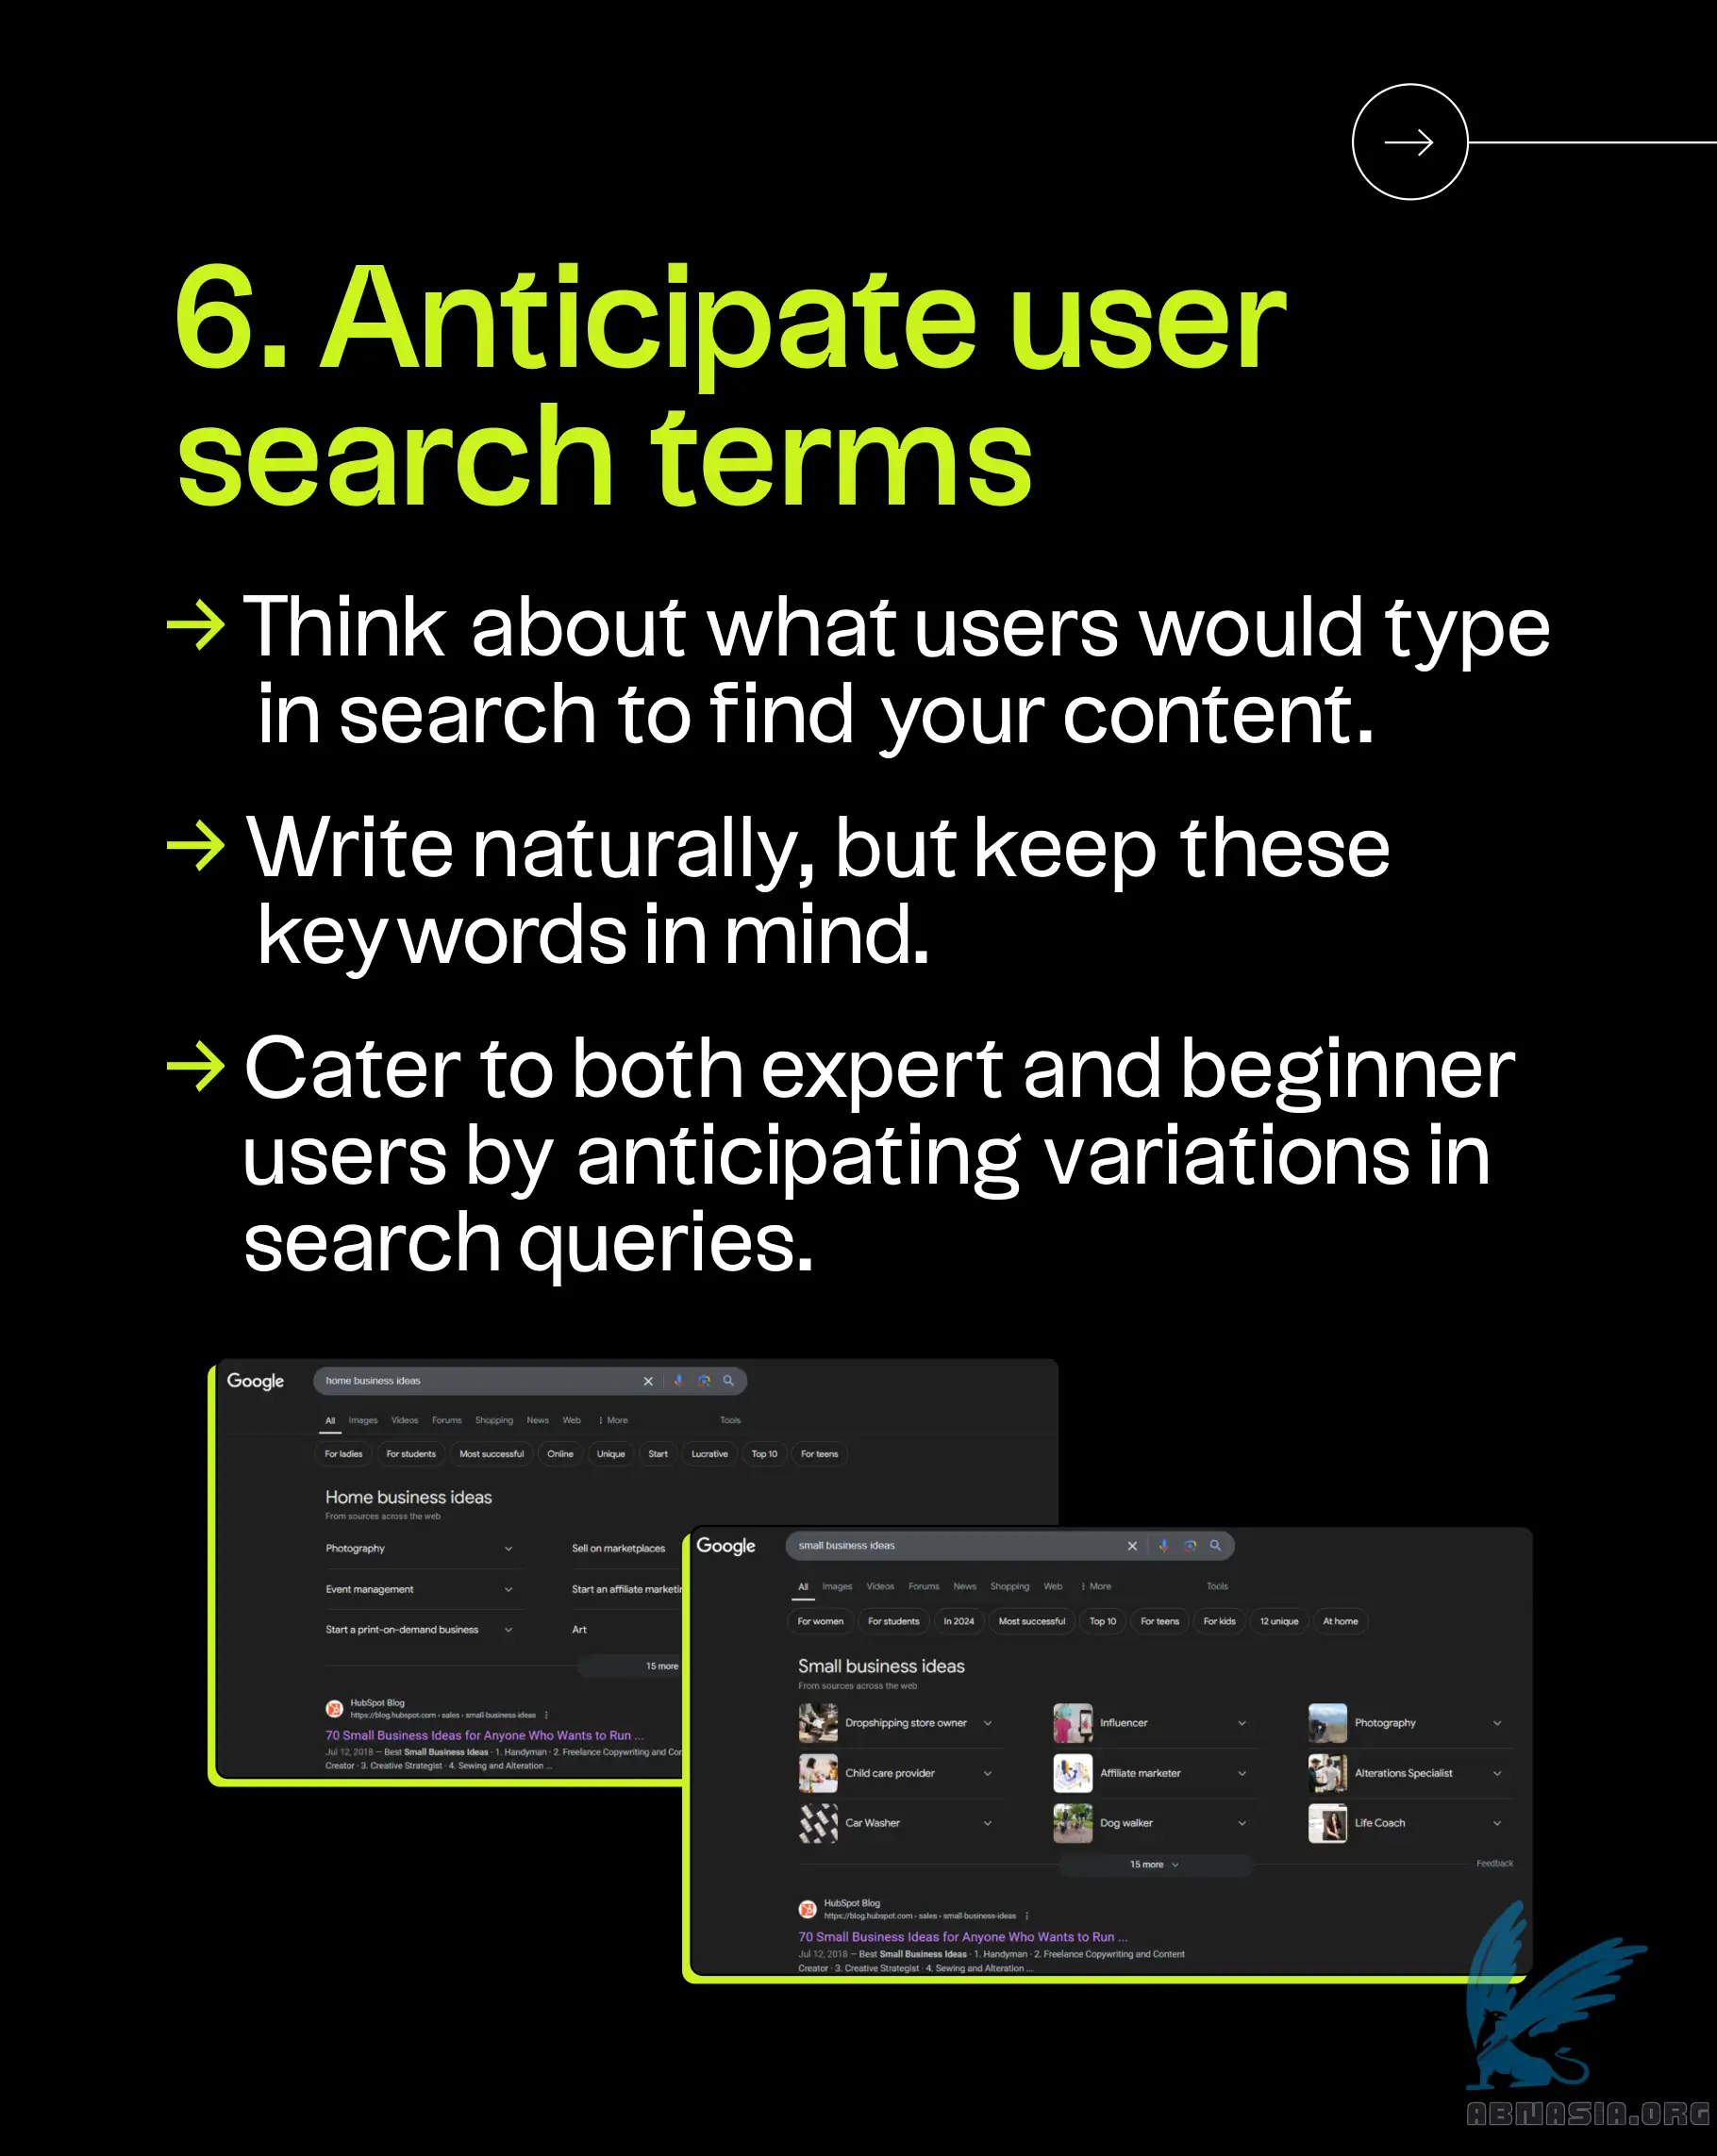 6. Anticipate user
search terms
Think about what users would type
in search to find your content.
Write naturally, but keep these
keywords in mind.
Cater to both expert and beginner
users by anticipating variations in
search queries.
Google
home business ideas
All Images Videos Forums Shopping News Web More Tools
For ladies For students Most successful Online Unique Start Lucrative Top 10 For teens
Home business ideas
From sources across the web
Photography Sell on marketplaces
Event management Start an affiliate marketin
Start a print-on-demand business Art
15 more
HubSpot Blog
https://blog.hubspot.com › sales › small-business-ideas
70 Small Business Ideas for Anyone Who Wants to Run ...
Jul 12, 2018 — Best Small Business Ideas · 1. Handyman · 2. Freelance Copywriting and Con
Creator · 3. Creative Strategist · 4. Sewing and Alteration ...
Google
small business ideas
All Images Videos Forums News Shopping Web More Tools
For women For students In 2024 Most successful Top 10 For teens For kids 12 unique At home
Small business ideas
From sources across the web
Dropshipping store owner Influencer Photography
Child care provider Affiliate marketer Alterations Specialist
Car Washer Dog walker Life Coach
15 more
Feedback
HubSpot Blog
https://blog.hubspot.com › sales › small-business-ideas
70 Small Business Ideas for Anyone Who Wants to Run ...
Jul 12, 2018 — Best Small Business Ideas · 1. Handyman · 2. Freelance Copywriting and Content
Creator · 3. Creative Strategist · 4. Sewing and Alteration ...
ABNASIA.ORG